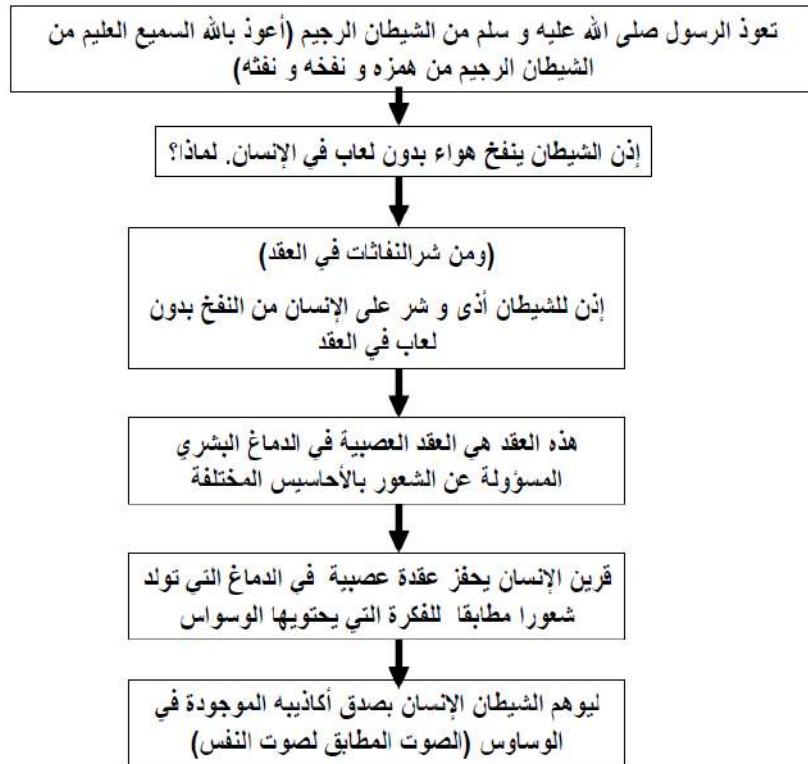 تعوذ الرسول صلى الله عليه و سلم من الشيطان الرجيم (أعوذ بالله السميع العليم من
الشيطان الرجيم من همزه و نفخه و نفثه)
إذن الشيطان ينفخ هواء بدون لعاب في الإنسان. لماذا؟
(ومن شرالنفاثات في العقد)
إذن للشيطان أذى و شر على الإنسان من النفخ بدون
لعاب في العقد
هذه العقد هي العقد العصبية في الدماغ البشري
المسؤولة عن الشعور بالأحاسيس المختلفة
قرين الإنسان يحفز عقدة عصبية في الدماغ التي تولد
شعورا مطابقا للفكرة التي يحتويها الوسواس
ليوهم الشيطان الإنسان بصدق أكاذيبه الموجودة في
الوساوس (الصوت المطابق لصوت النفس)